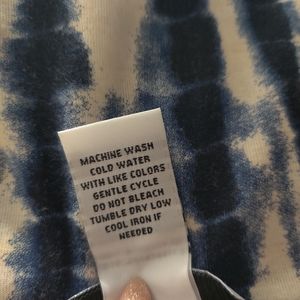 MACHINE WASH
COLD WATER
WITH LIKE COLORS
GENTLE CYCLE
DO NOT BLEACH
TUMBLE DRY LOW
COOL IRON IF
NEEDED